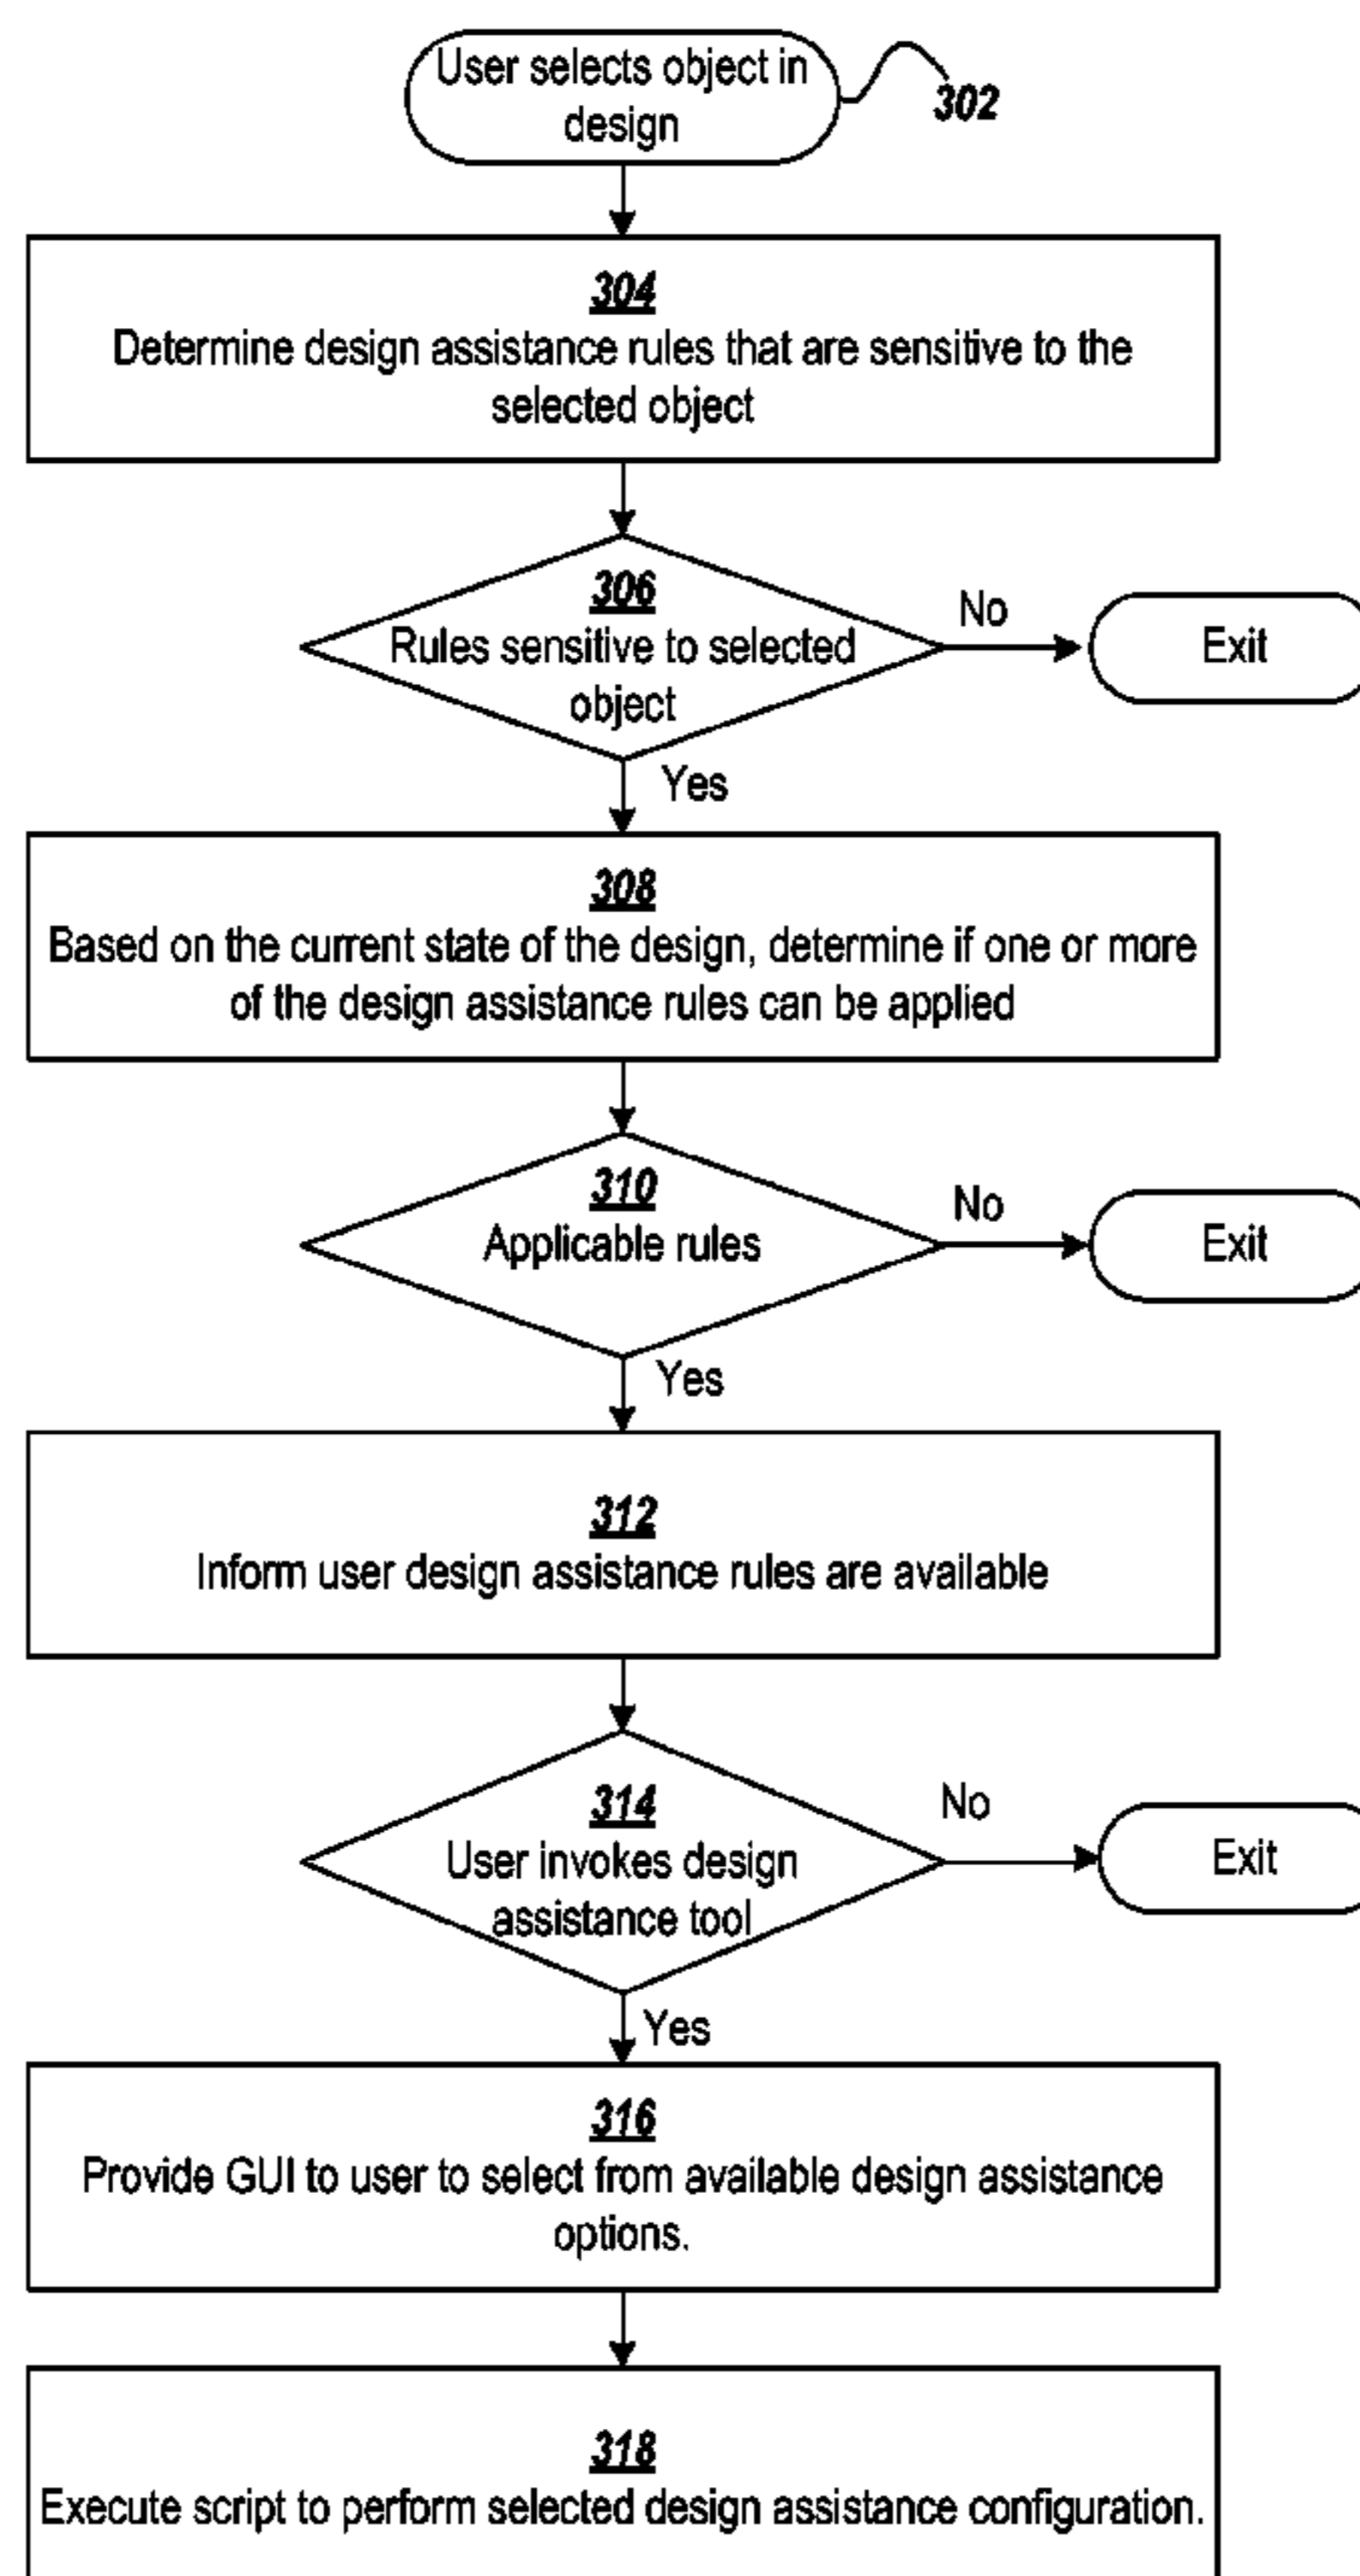 User selects object in
design
302
304
Determine design assistance rules that are sensitive to the
selected object
306
Rules sensitive to selected
object
No
Exit
Yes
308
Based on the current state of the design, determine if one or more
of the design assistance rules can be applied
310
Applicable rules
No
Exit
Yes
312
Inform user design assistance rules are available
314
User invokes design
assistance tool
No
Exit
Yes
316
Provide GUI to user to select from available design assistance
options.
318
Execute script to perform selected design assistance configuration.